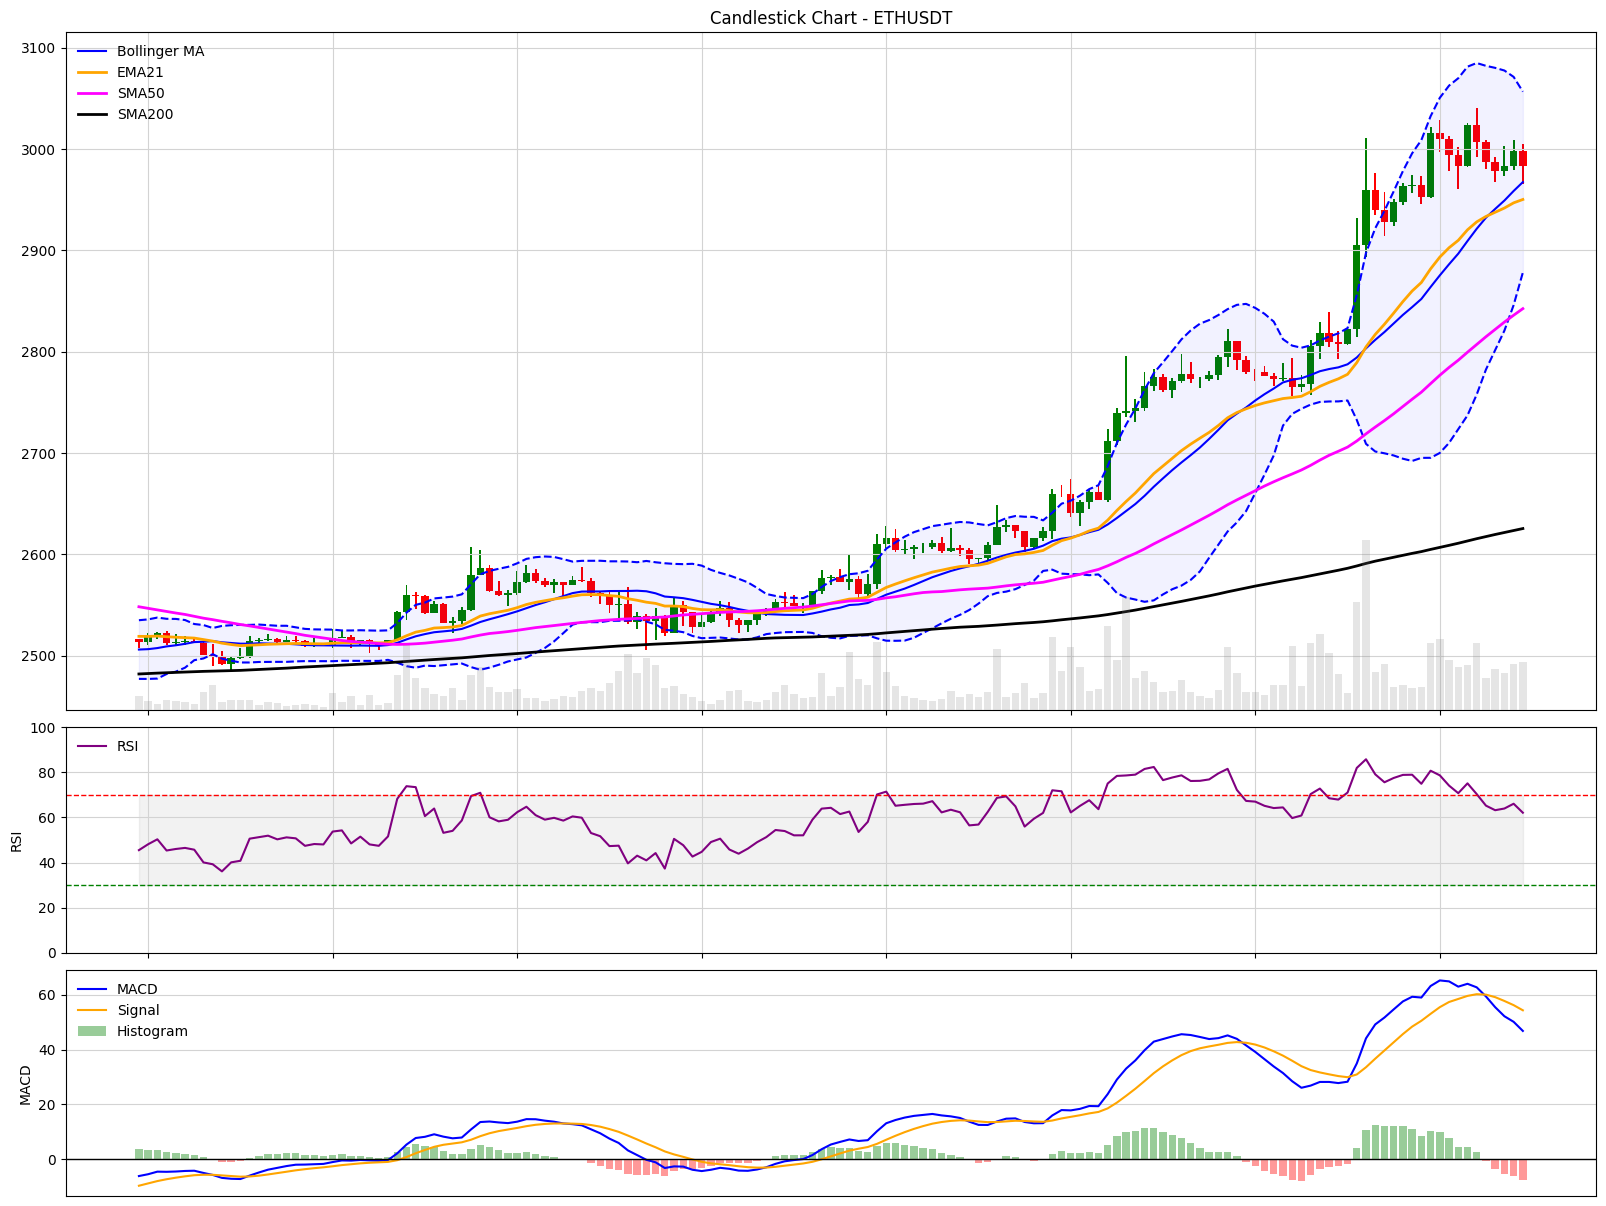 Candlestick Chart - ETHUSDT
3100
3000
2900
2800
2700
2600
2500
Bollinger MA
EMA21
SMA50
SMA200
100
80
60
40
20
0
RSI
RSI
60
40
20
0
MACD
MACD
Signal
Histogram